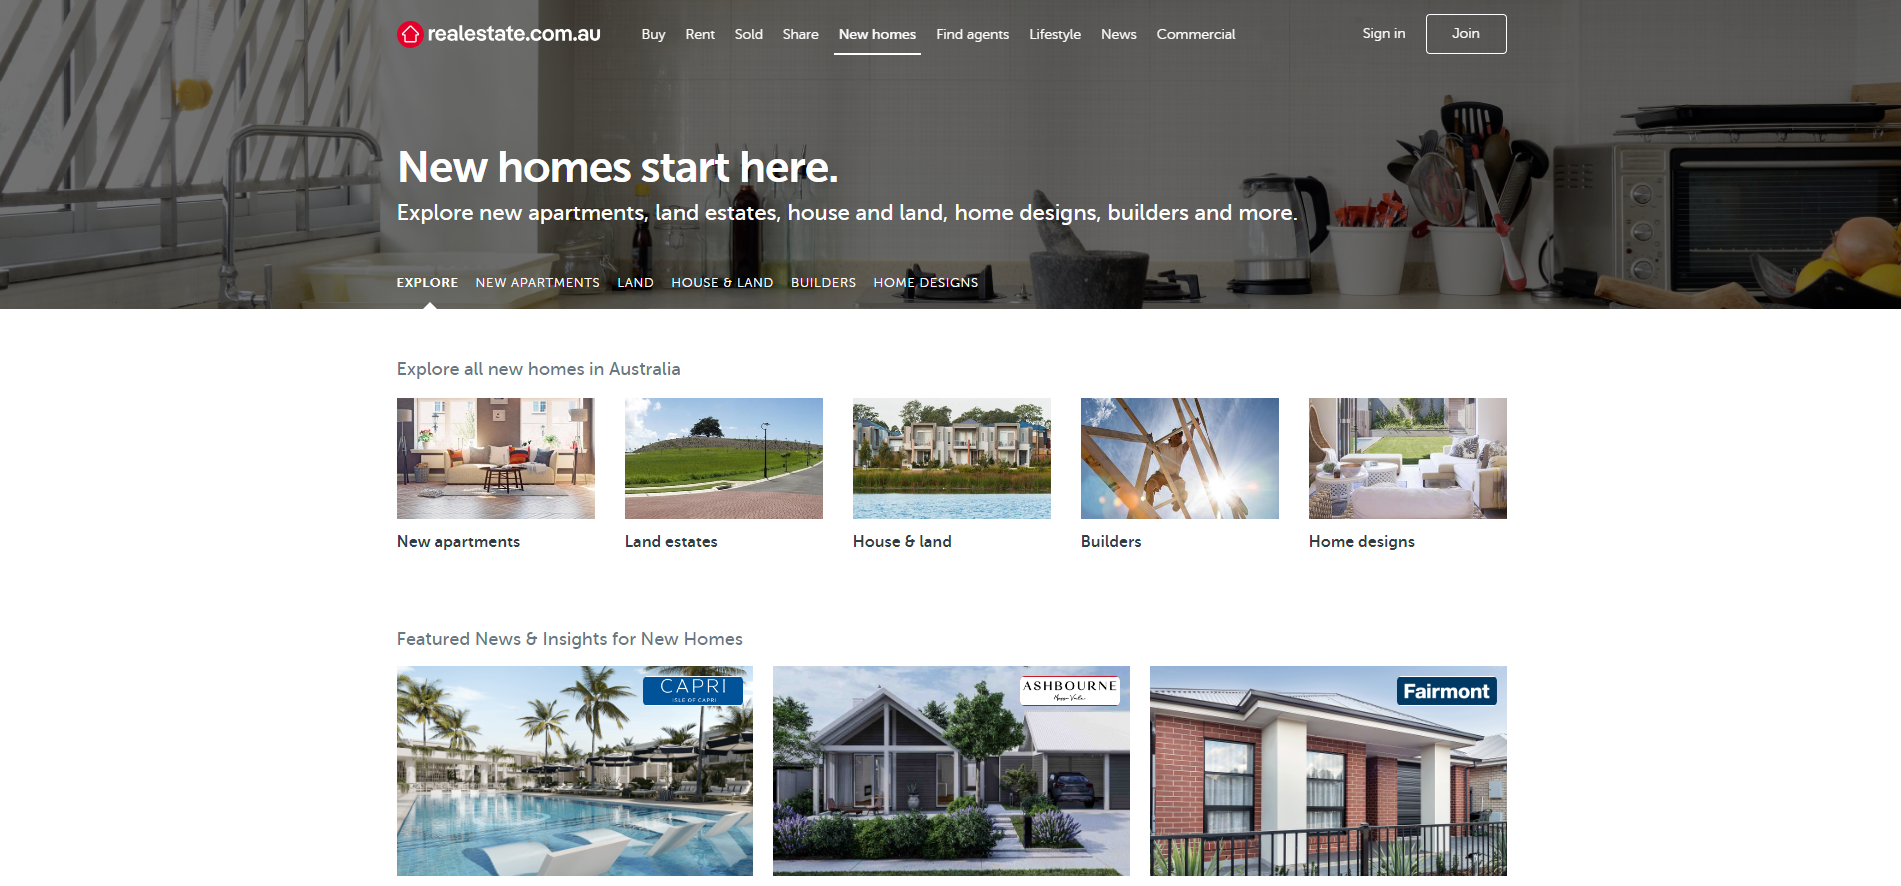 realestate.com.au
Buy Rent Sold Share New homes Find agents Lifestyle News Commercial
Sign in Join
New homes start here.
Explore new apartments, land estates, house and land, home designs, builders and more.
EXPLORE NEW APARTMENTS LAND HOUSE & LAND BUILDERS HOME DESIGNS
Explore all new homes in Australia
New apartments
Land estates
House & land
Builders
Home designs
Featured News & Insights for New Homes
CAPRI
ISLE OF CAPRI
ASHBOURNE
Moss Vale
Fairmont